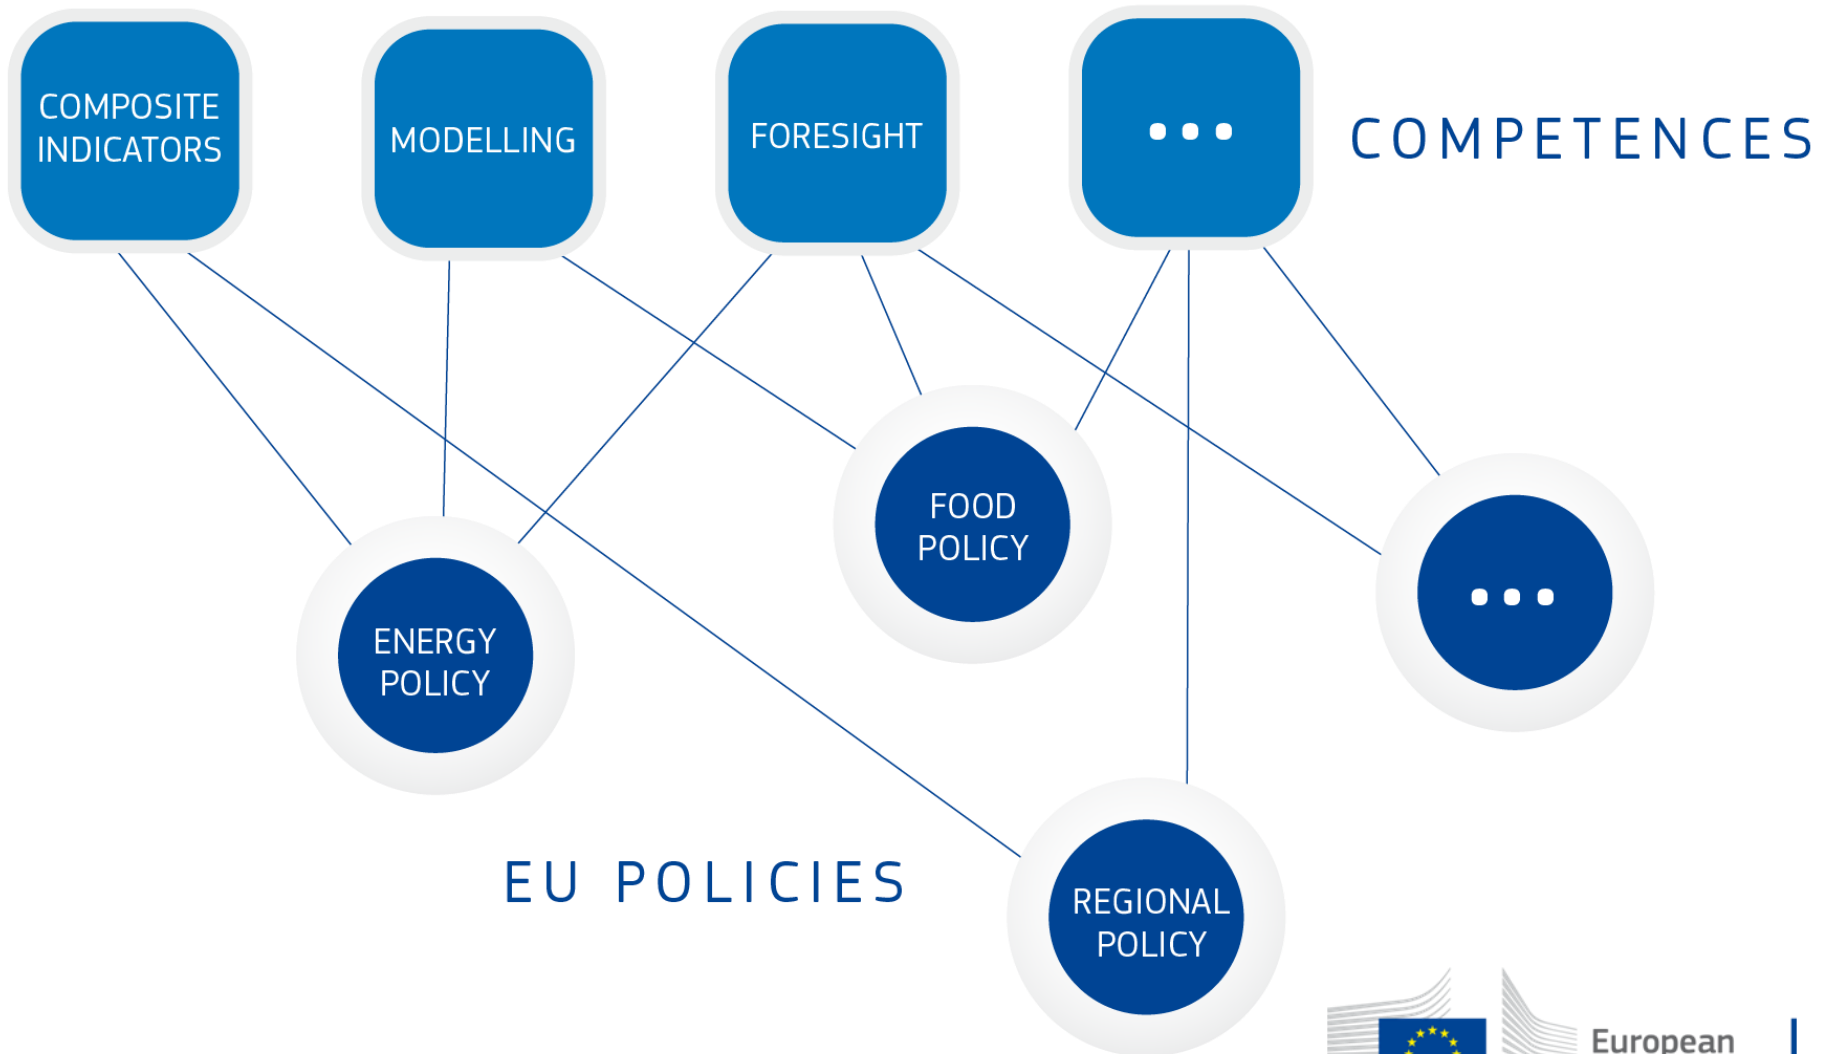 COMPOSITE
INDICATORS
MODELLING
FORESIGHT
...
COMPETENCES
FOOD
POLICY
...
ENERGY
POLICY
EU POLICIES
REGIONAL
POLICY
European